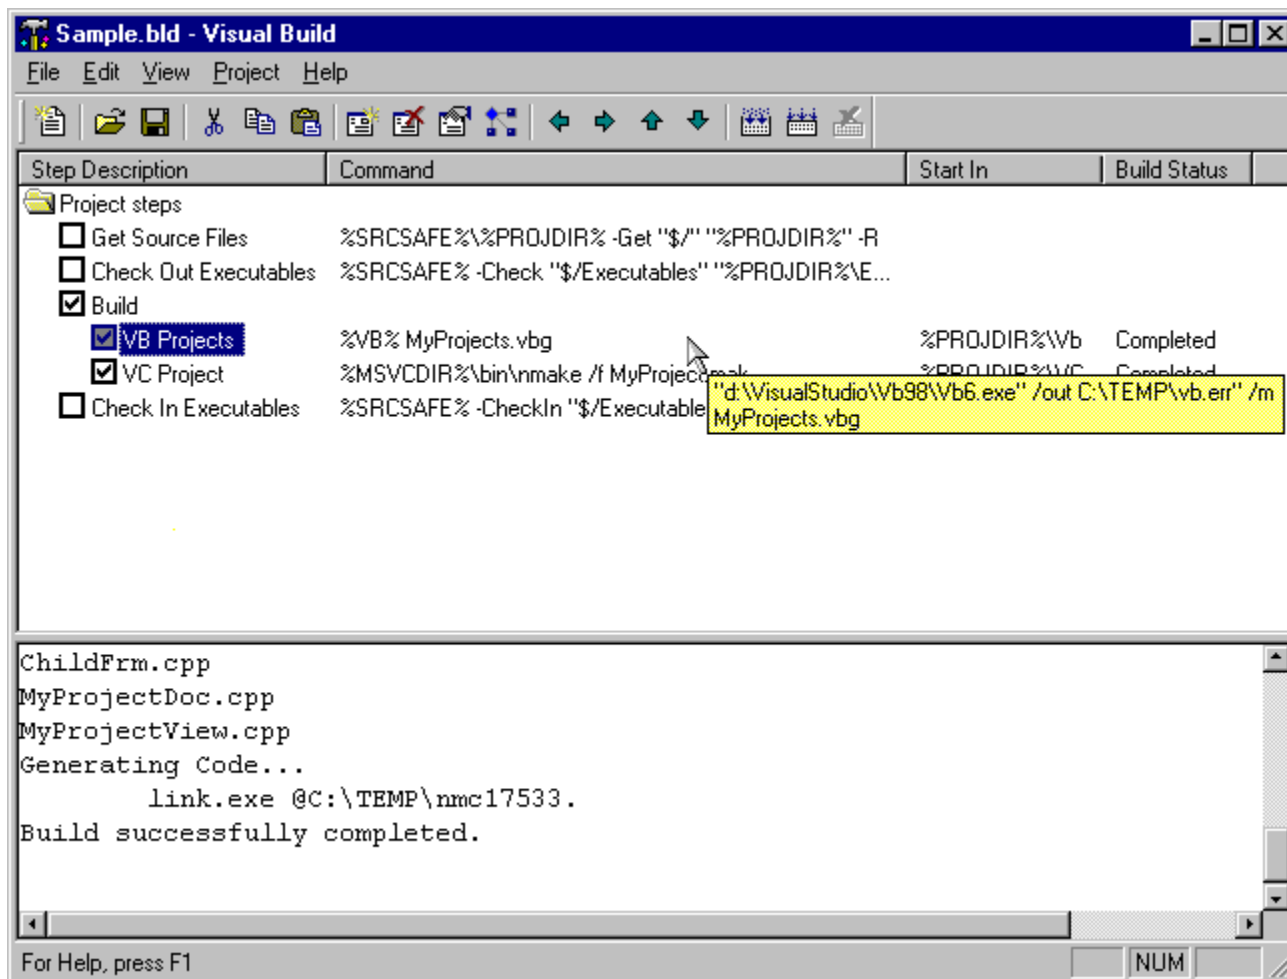 Sample.bld - Visual Build
File Edit View Project Help
Step Description Command Start In Build Status
Project steps
Get Source Files %SRCSAFE%\%PROJDIR% -Get "$/" "%PROJDIR%" -R
Check Out Executables %SRCSAFE% -Check "$/Executables" "%PROJDIR%\E...
Build
VB Projects %VB% MyProjects.vbg %PROJDIR%\Vb Completed
VC Project %MSVCDIR%\bin\nmake /f %PROJDIR%\VC Completed
Check In Executables %SRCSAFE% -CheckIn "$/Executable
"d:\VisualStudio\Vb98\Vb6.exe" /out C:\TEMP\vb.err" /m
MyProjects.vbg
ChildFrm.cpp
MyProjectDoc.cpp
MyProjectView.cpp
Generating Code...
link.exe @C:\TEMP\nmc17533.
Build successfully completed.
For Help, press F1
NUM